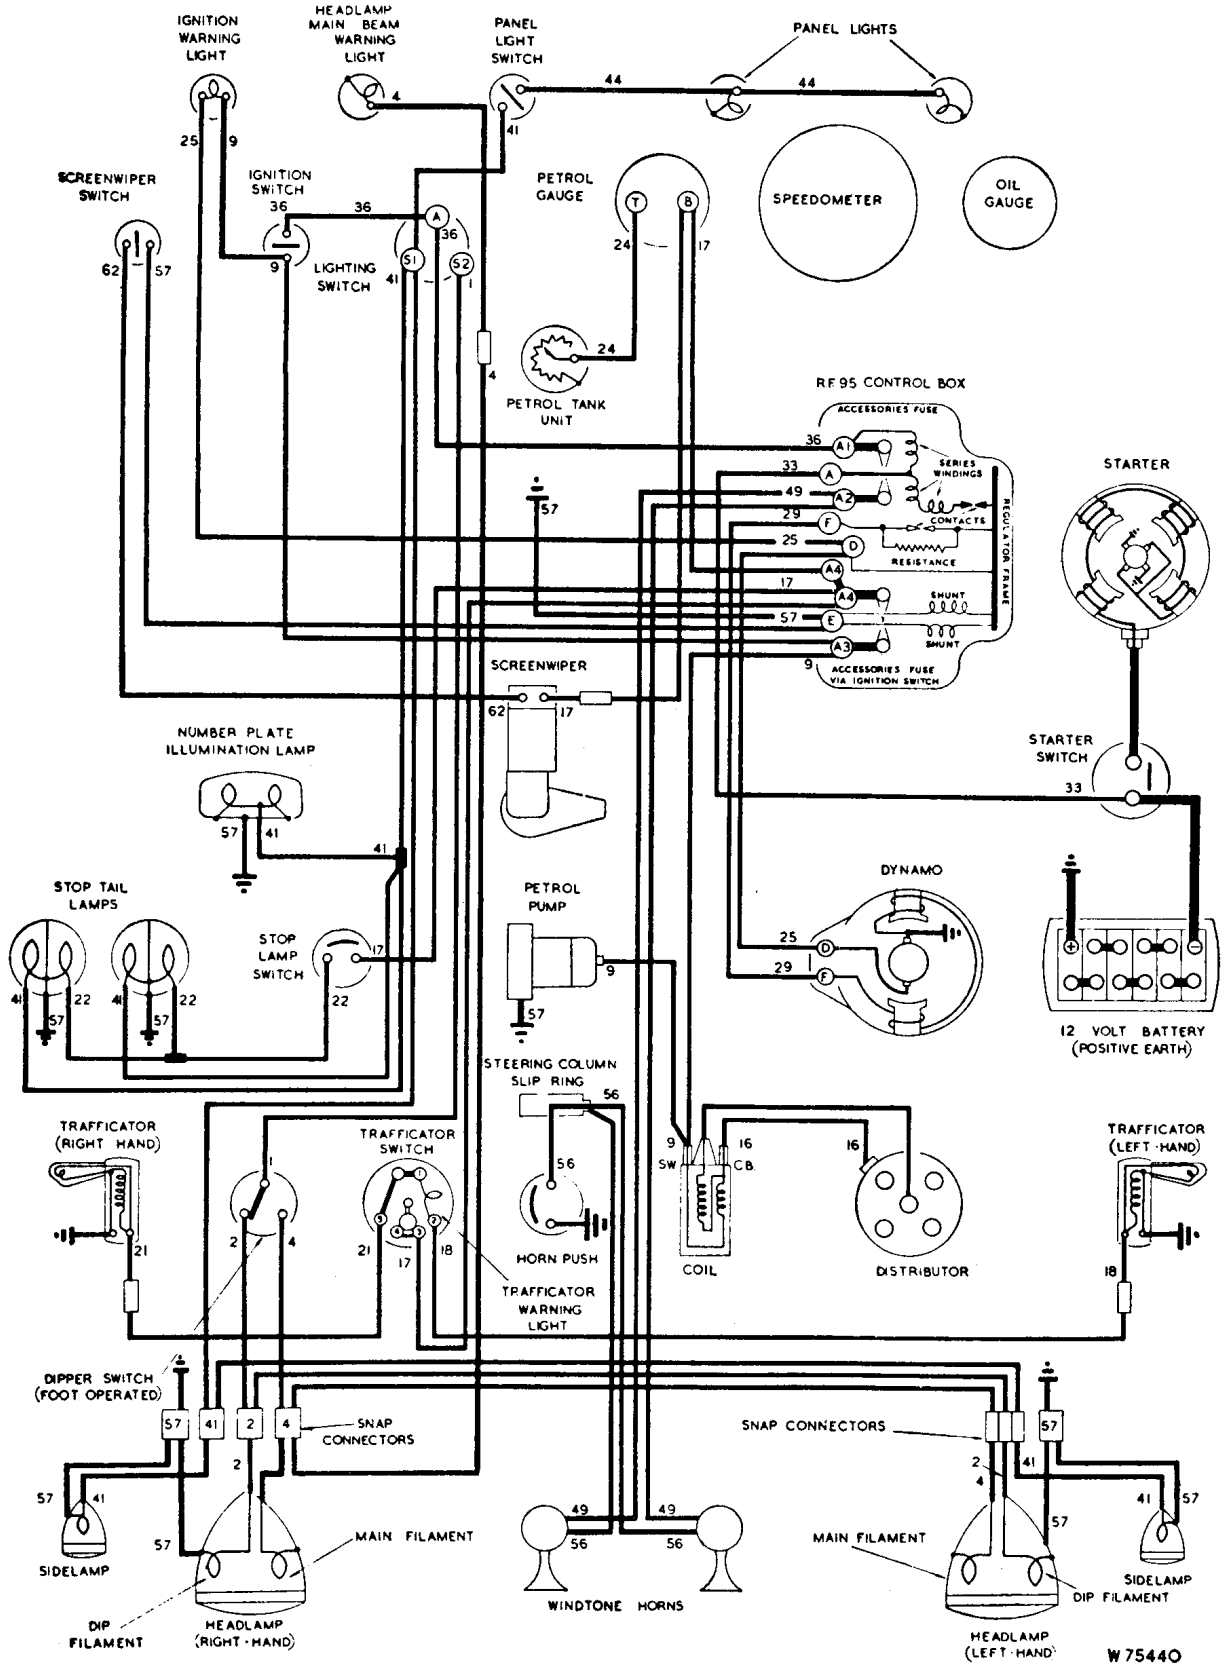 HEADLAMP
MAIN BEAM
WARNING
LIGHT
IGNITION
WARNING
LIGHT
PANEL
LIGHT
SWITCH
PANEL LIGHTS
44
44
4
41
25
9
SCREENWIPER
SWITCH
IGNITION
SWITCH
36
36
A
36
PETROL
GAUGE
T
B
SPEEDOMETER
OIL
GAUGE
62
57
9
LIGHTING
SWITCH
41
S1
S2
1
24
17
24
4
PETROL TANK
UNIT
RF95 CONTROL BOX
ACCESSORIES FUSE
36
A1
33
A
SERIES
WINDINGS
49
A2
29
F
CONTACTS
25
D
RESISTANCE
A4
17
A4
SHUNT
57
E
SHUNT
A3
9
ACCESSORIES FUSE
VIA IGNITION SWITCH
REGULATOR FRAME
57
STARTER
SCREENWIPER
62
17
NUMBER PLATE
ILLUMINATION LAMP
57
41
41
STARTER
SWITCH
33
STOP TAIL
LAMPS
STOP
LAMP
SWITCH
17
22
41
57
22
41
57
22
PETROL
PUMP
9
57
DYNAMO
25
D
29
F
12 VOLT BATTERY
(POSITIVE EARTH)
+
−
STEERING COLUMN
SLIP RING
56
56
HORN PUSH
TRAFFICATOR
(RIGHT HAND)
21
1
2
4
TRAFFICATOR
SWITCH
1
5
4
3
2
21
17
18
TRAFFICATOR
WARNING
LIGHT
9
SW
16
CB
COIL
16
DISTRIBUTOR
TRAFFICATOR
(LEFT-HAND)
18
DIPPER SWITCH
(FOOT OPERATED)
57
41
2
4
SNAP
CONNECTORS
SNAP CONNECTORS
57
2
57
41
57
SIDELAMP
MAIN FILAMENT
DIP
FILAMENT
HEADLAMP
(RIGHT-HAND)
49
56
49
56
WINDTONE HORNS
2
4
41
57
41
57
MAIN FILAMENT
DIP FILAMENT
SIDELAMP
HEADLAMP
(LEFT-HAND)
W75440